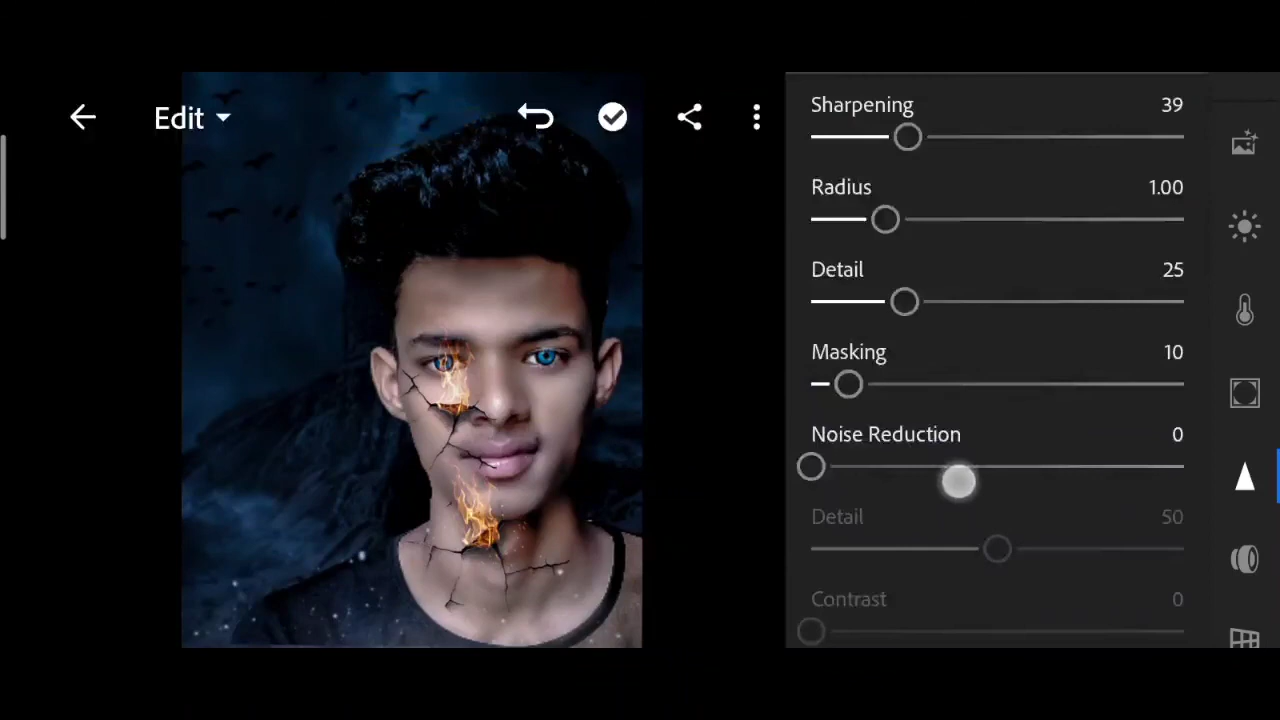 Edit
Sharpening 39
Radius 1.00
Detail 25
Masking 10
Noise Reduction 0
Detail 50
Contrast 0